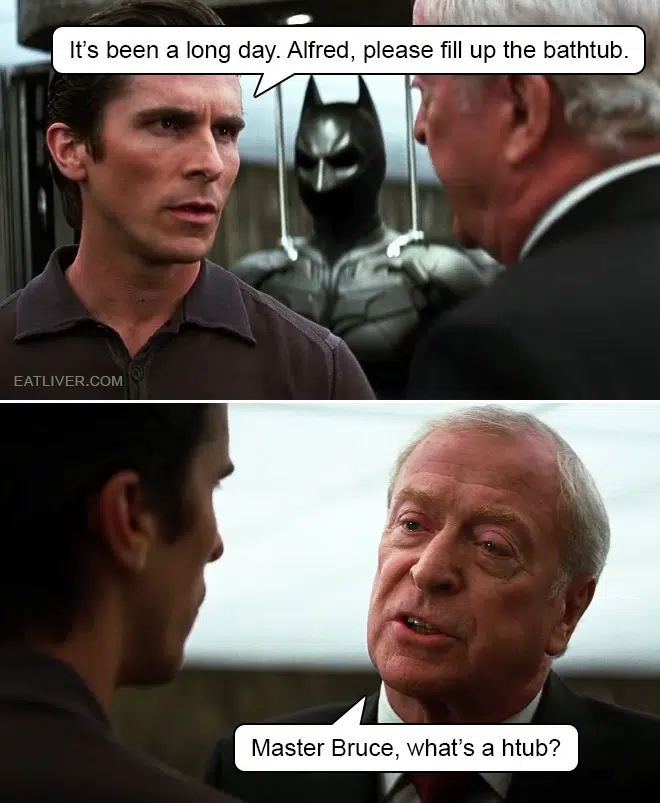 It's been a long day. Alfred, please fill up the bathtub.
EATLIVER.COM
Master Bruce, what's a htub?